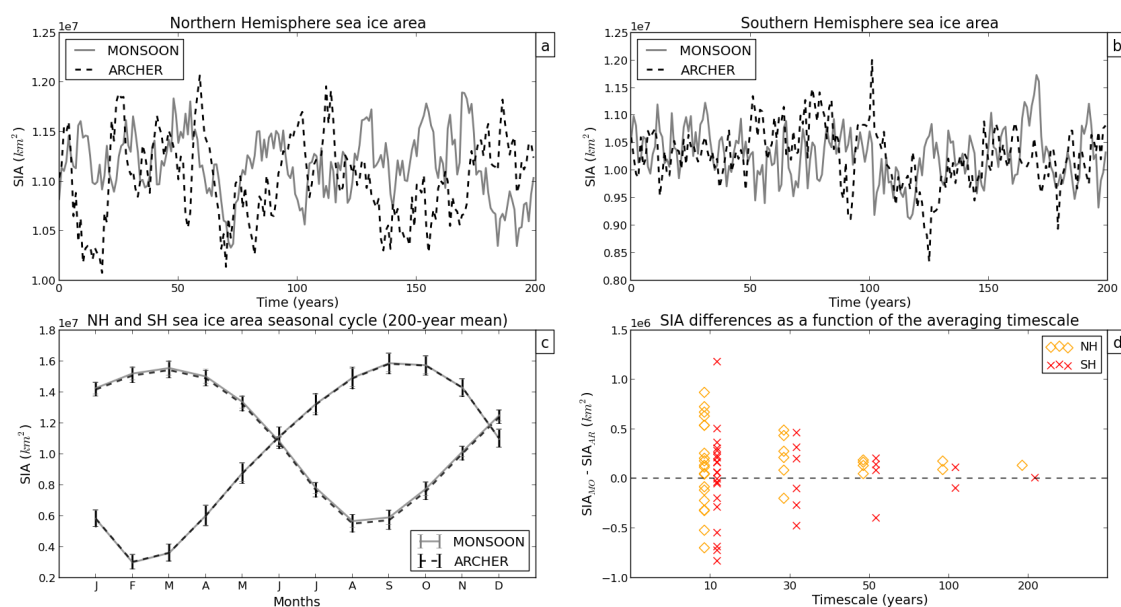 Northern Hemisphere sea ice area
1e7
a
MONSOON
ARCHER
SIA (km²)
1.25
1.20
1.15
1.10
1.05
1.00
0 50 100 150 200
Time (years)
Southern Hemisphere sea ice area
1e7
b
MONSOON
ARCHER
SIA (km²)
1.25
1.20
1.15
1.10
1.05
1.00
0.95
0.90
0.85
0.80
0 50 100 150 200
Time (years)
NH and SH sea ice area seasonal cycle (200-year mean)
1e7
c
SIA (km²)
1.8
1.6
1.4
1.2
1.0
0.8
0.6
0.4
0.2
MONSOON
ARCHER
J F M A M J J A S O N D
Months
SIA differences as a function of the averaging timescale
1e6
d
NH
SH
SIA_MO - SIA_AR (km²)
1.5
1.0
0.5
0.0
−0.5
−1.0
10 30 50 100 200
Timescale (years)